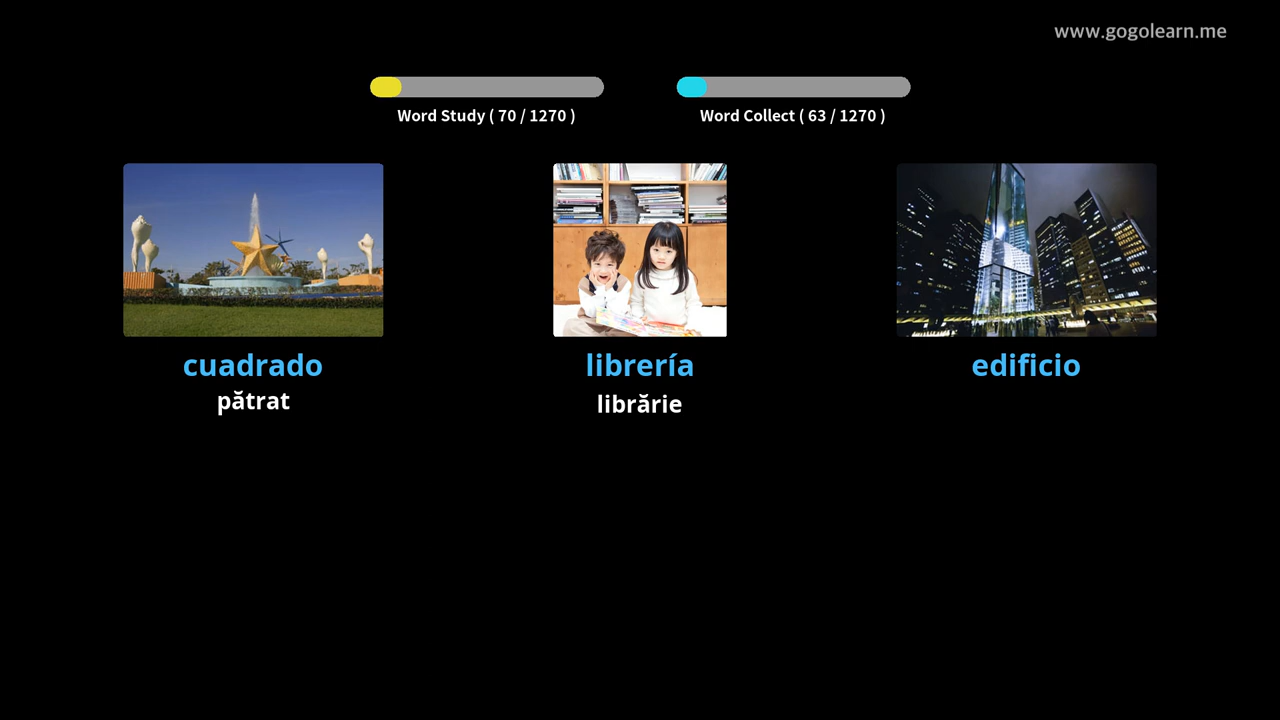 www.gogolearn.me
Word Study ( 70 / 1270 )
Word Collect ( 63 / 1270 )
cuadrado
pătrat
librería
librărie
edificio